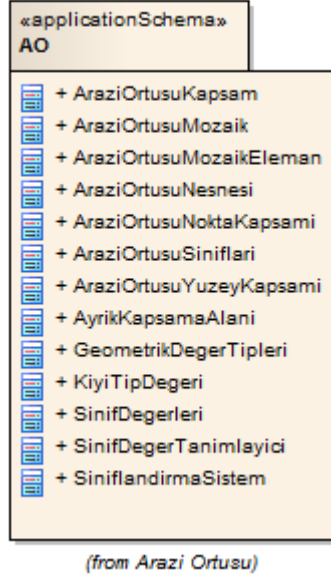 «applicationSchema»
AO
+ AraziOrtusuKapsam
+ AraziOrtusuMozaik
+ AraziOrtusuMozaikEleman
+ AraziOrtusuNesnesi
+ AraziOrtusuNoktaKapsami
+ AraziOrtusuSiniflari
+ AraziOrtusuYuzeyKapsami
+ AyrikKapsamaAlani
+ GeometrikDegerTipleri
+ KiyiTipDegeri
+ SinifDegerleri
+ SinifDegerTanimlayici
+ SiniflandirmaSistem
(from Arazi Ortusu)